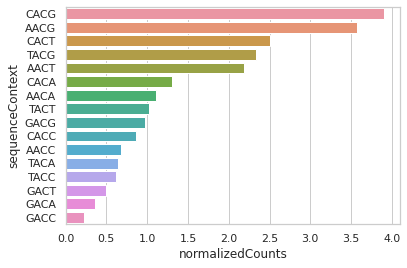 sequenceContext
CACG
AACG
CACT
TACG
AACT
CACA
AACA
TACT
GACG
CACC
AACC
TACA
TACC
GACT
GACA
GACC
0.0 0.5 1.0 1.5 2.0 2.5 3.0 3.5 4.0
normalizedCounts